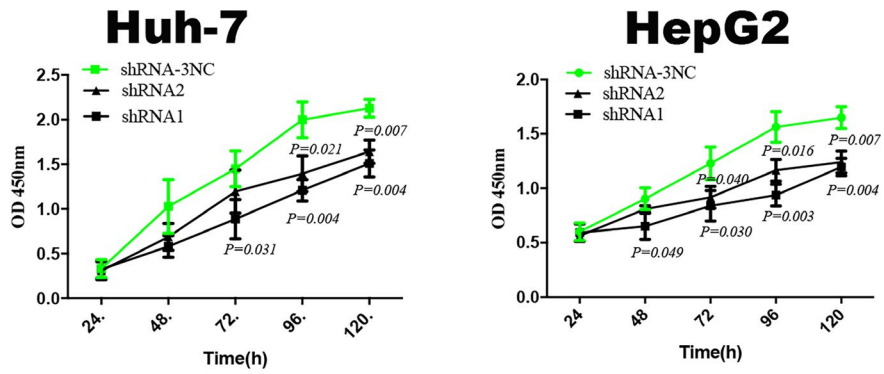 Huh-7
shRNA-3NC
shRNA2
shRNA1
OD 450nm
2.5
2.0
1.5
1.0
0.5
0.0
P=0.007
P=0.021
P=0.004
P=0.004
P=0.031
24.
48.
72.
96.
120.
Time(h)
HepG2
shRNA-3NC
shRNA2
shRNA1
OD 450nm
2.0
1.5
1.0
0.5
0.0
P=0.007
P=0.016
P=0.040
P=0.004
P=0.003
P=0.030
P=0.049
24
48
72
96
120
Time(h)